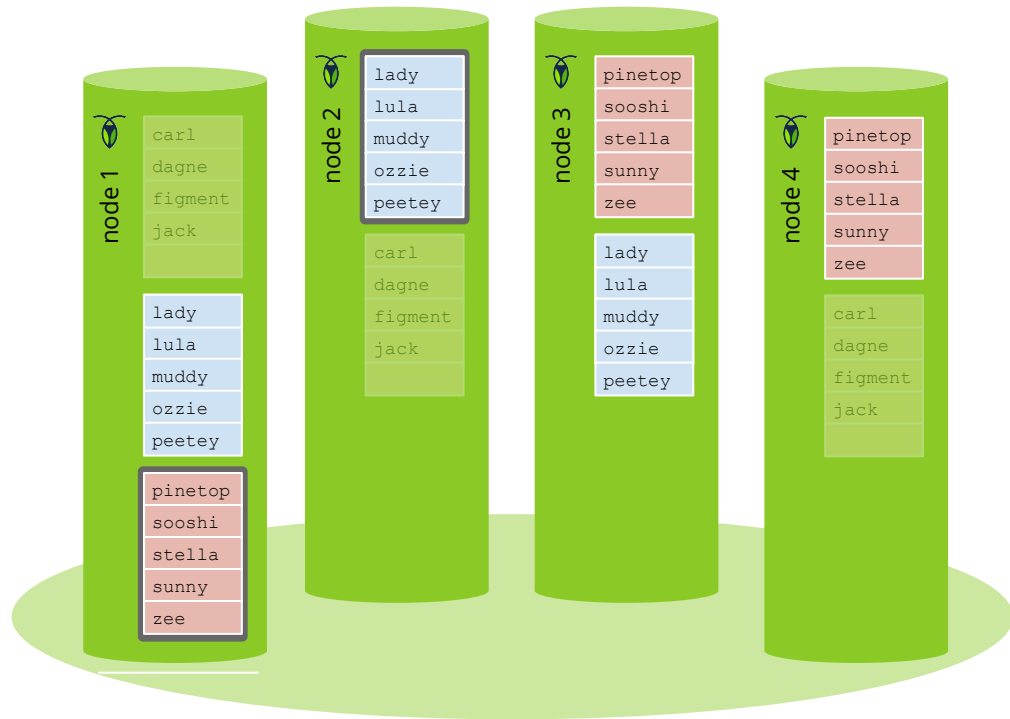 node 1
carl
dagne
figment
jack
lady
lula
muddy
ozzie
peetey
pinetop
sooshi
stella
sunny
zee
node 2
lady
lula
muddy
ozzie
peetey
carl
dagne
figment
jack
node 3
pinetop
sooshi
stella
sunny
zee
lady
lula
muddy
ozzie
peetey
node 4
pinetop
sooshi
stella
sunny
zee
carl
dagne
figment
jack